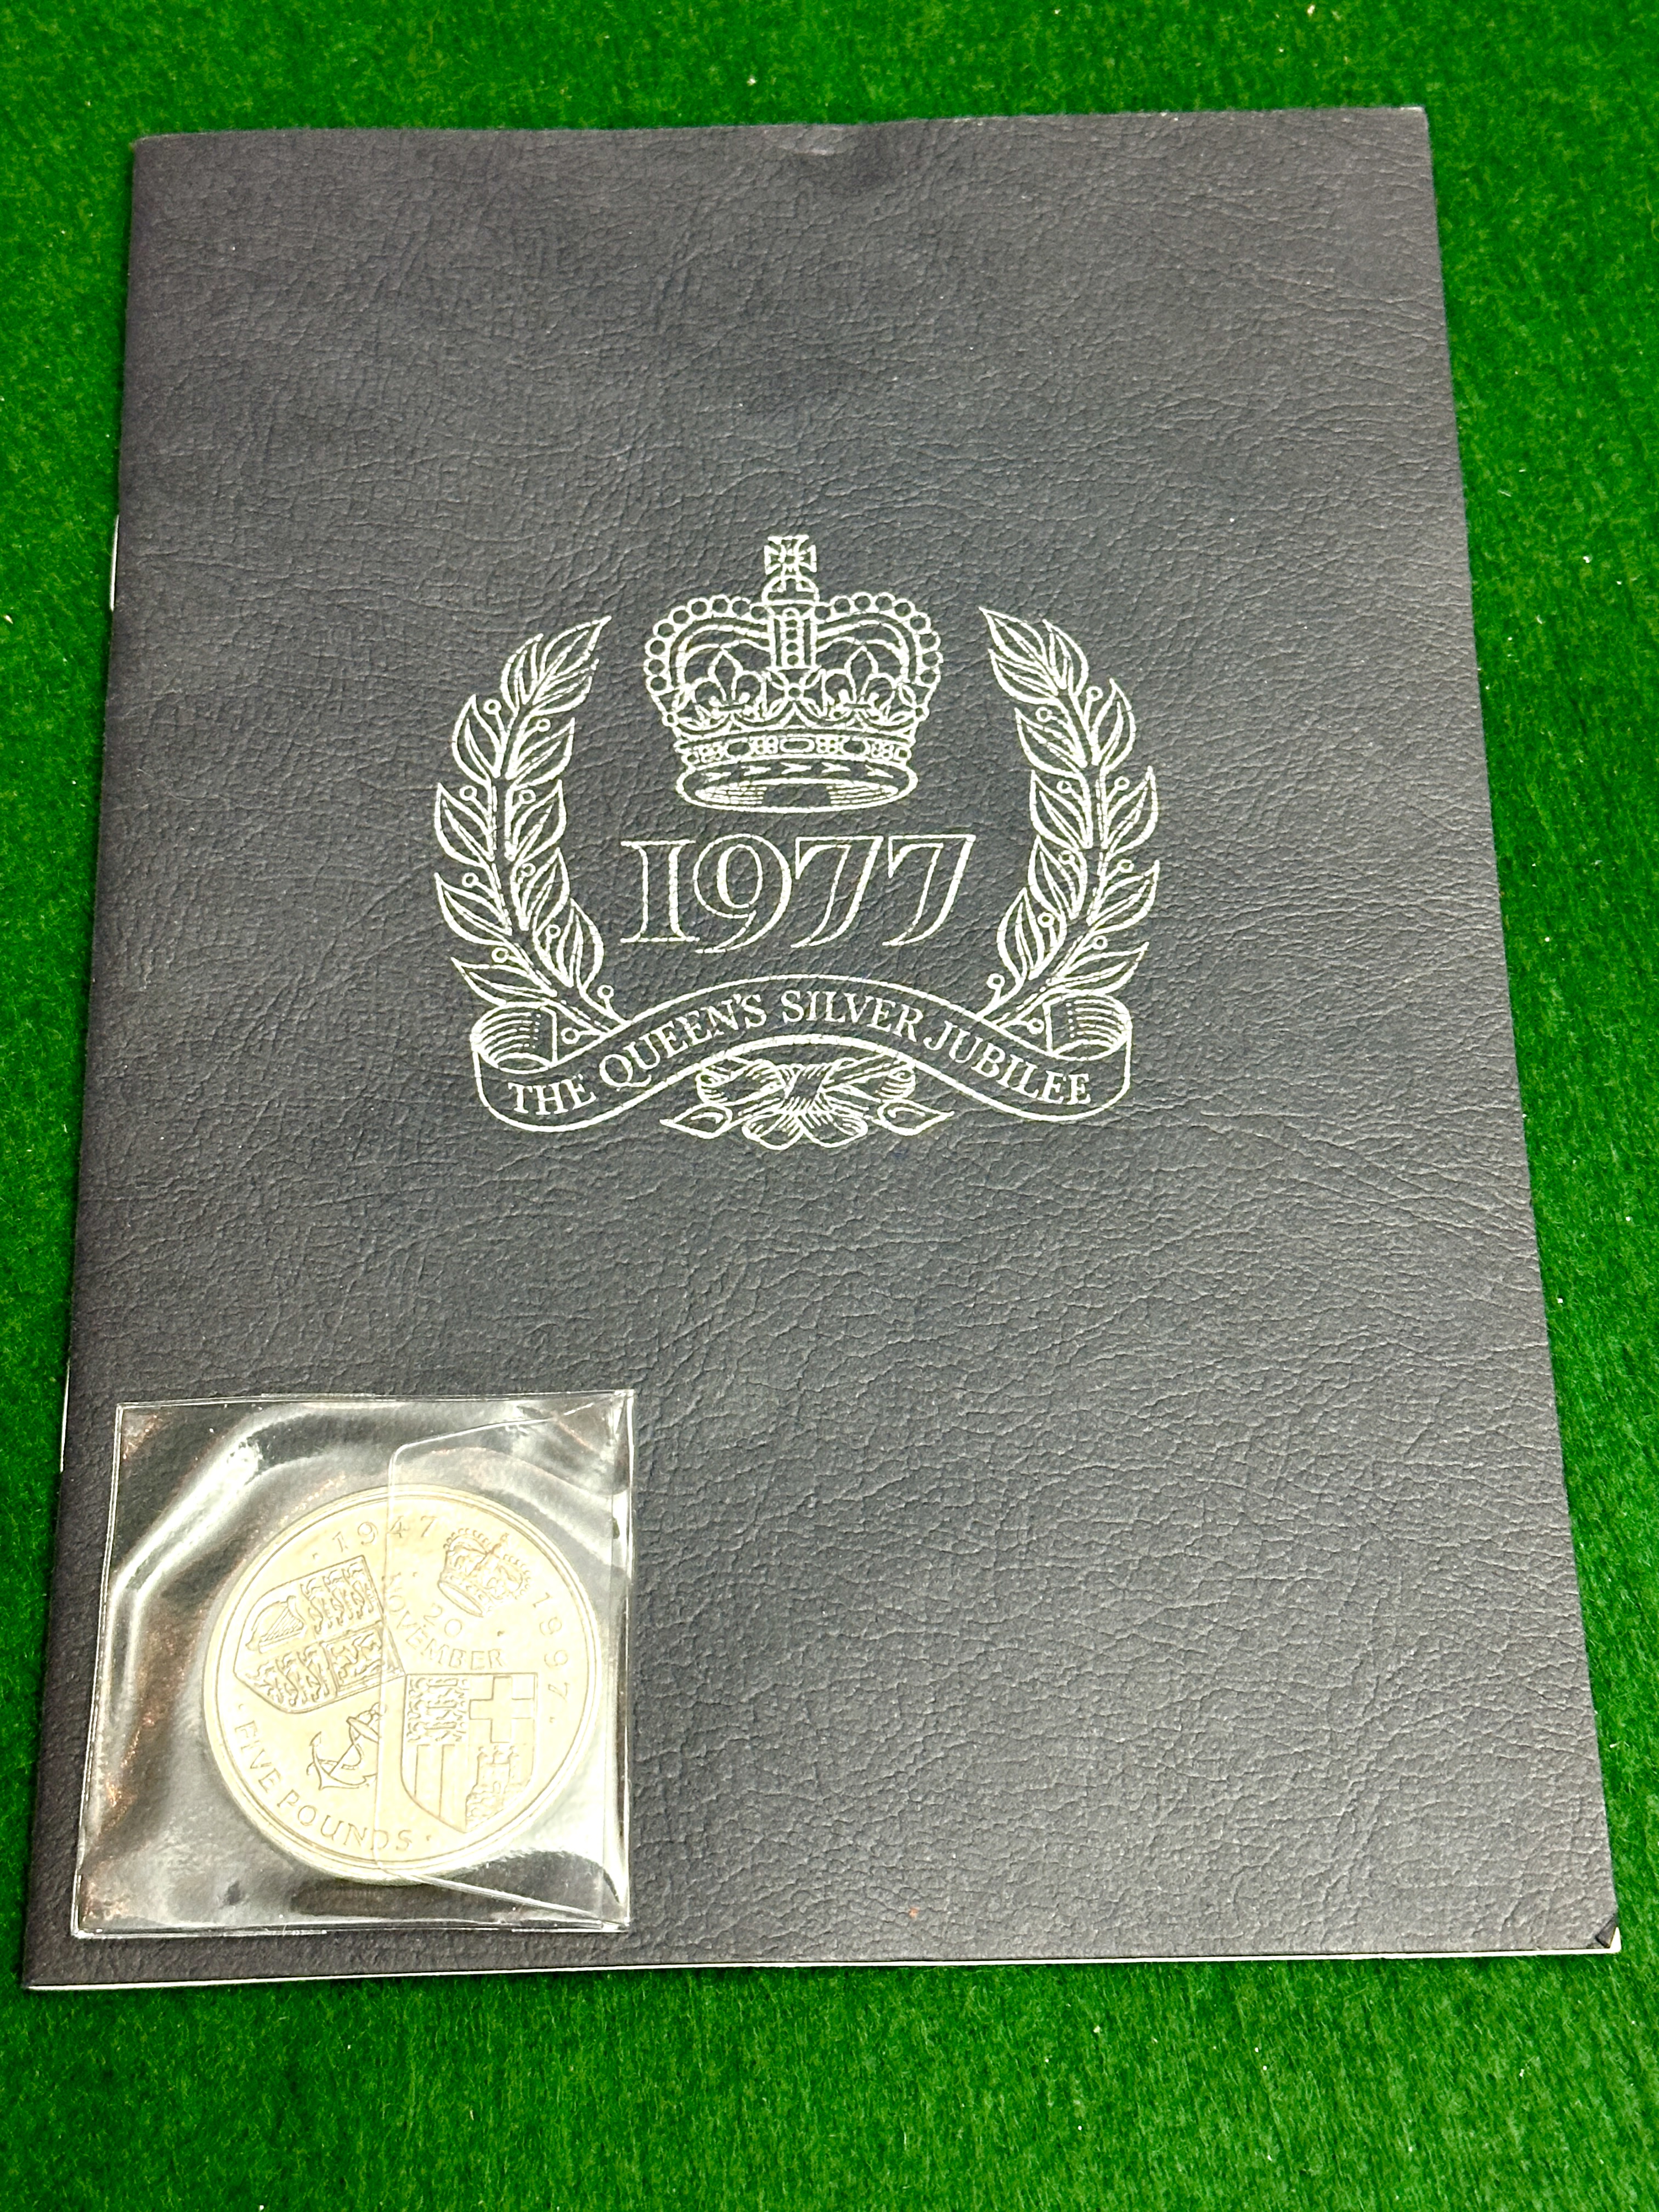 1977
THE QUEEN'S SILVER JUBILEE
· 1947
1997 ·
20
NOVEMBER
· FIVE POUNDS ·